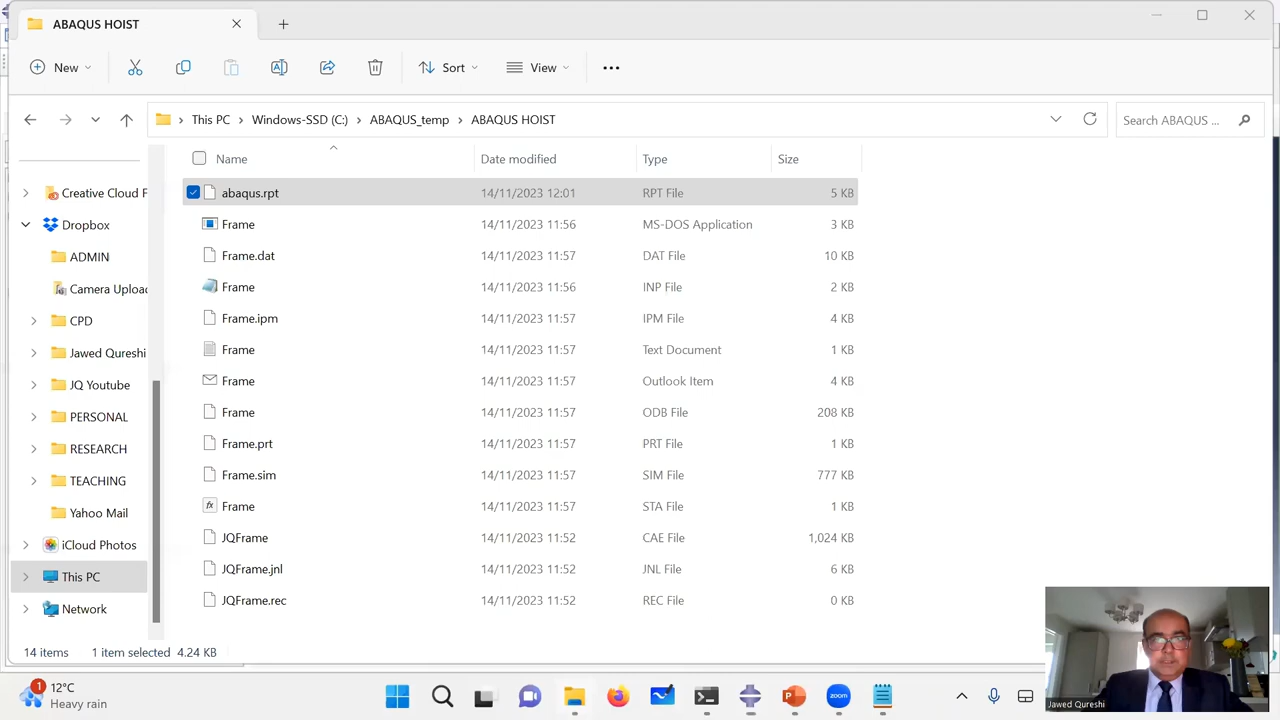 ABAQUS HOIST
New
Sort
View
This PC > Windows-SSD (C:) > ABAQUS_temp > ABAQUS HOIST
Search ABAQUS ...
Name Date modified Type Size
Creative Cloud F
Dropbox
ADMIN
Camera Uploa
CPD
Jawed Qureshi
JQ Youtube
PERSONAL
RESEARCH
TEACHING
Yahoo Mail
iCloud Photos
This PC
Network
abaqus.rpt 14/11/2023 12:01 RPT File 5 KB
Frame 14/11/2023 11:56 MS-DOS Application 3 KB
Frame.dat 14/11/2023 11:57 DAT File 10 KB
Frame 14/11/2023 11:56 INP File 2 KB
Frame.ipm 14/11/2023 11:57 IPM File 4 KB
Frame 14/11/2023 11:57 Text Document 1 KB
Frame 14/11/2023 11:57 Outlook Item 4 KB
Frame 14/11/2023 11:57 ODB File 208 KB
Frame.prt 14/11/2023 11:57 PRT File 1 KB
Frame.sim 14/11/2023 11:57 SIM File 777 KB
Frame 14/11/2023 11:57 STA File 1 KB
JQFrame 14/11/2023 11:52 CAE File 1,024 KB
JQFrame.jnl 14/11/2023 11:52 JNL File 6 KB
JQFrame.rec 14/11/2023 11:52 REC File 0 KB
14 items 1 item selected 4.24 KB
Jawed Qureshi
1
12°C
Heavy rain
zoom